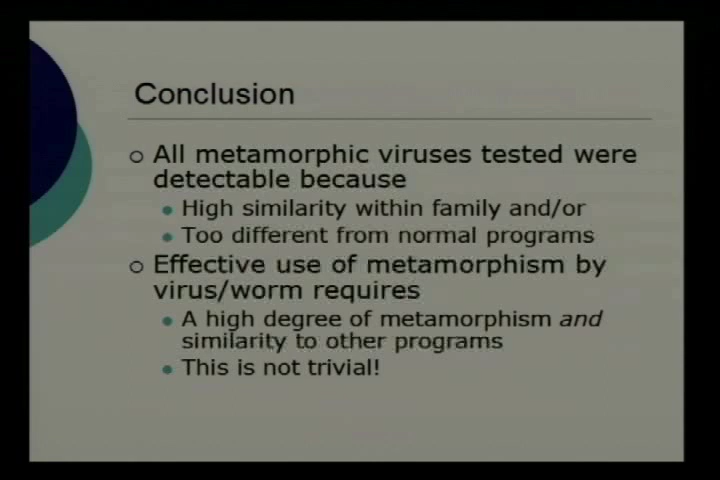 Conclusion
All metamorphic viruses tested were
detectable because
High similarity within family and/or
Too different from normal programs
Effective use of metamorphism by
virus/worm requires
A high degree of metamorphism and
similarity to other programs
This is not trivial!